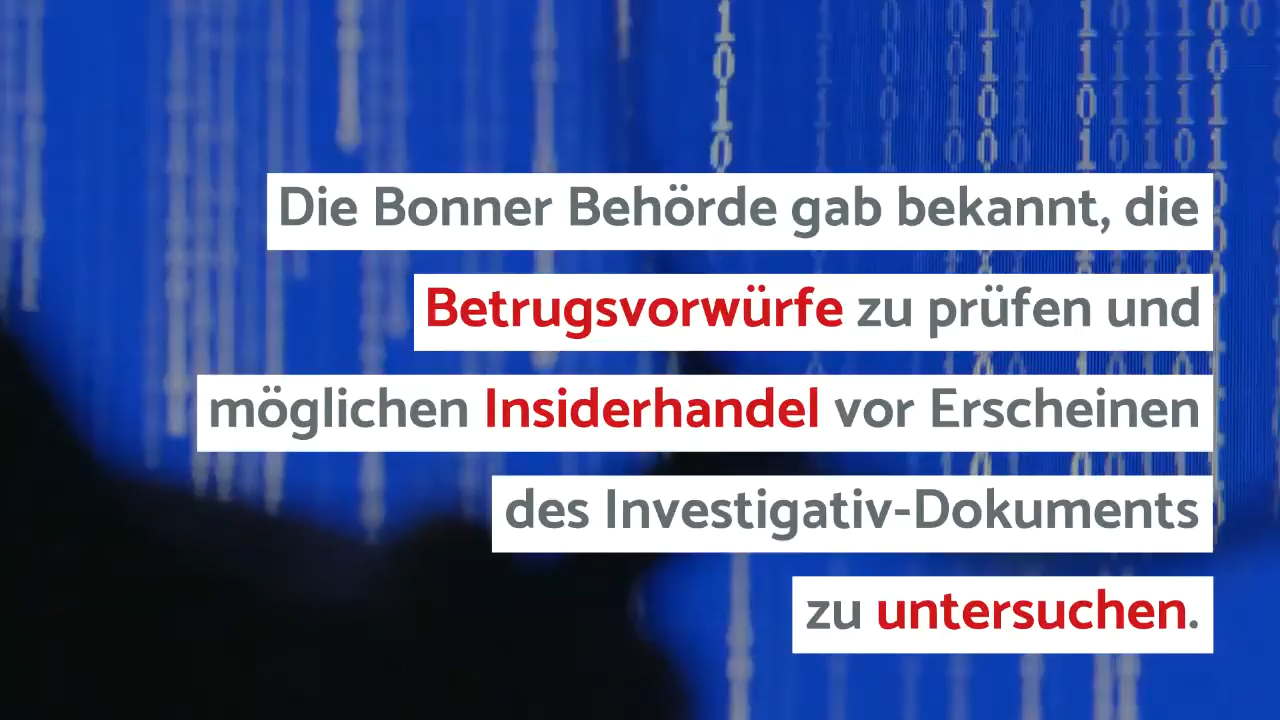 Die Bonner Behörde gab bekannt, die
Betrugsvorwürfe zu prüfen und
möglichen Insiderhandel vor Erscheinen
des Investigativ-Dokuments
zu untersuchen.